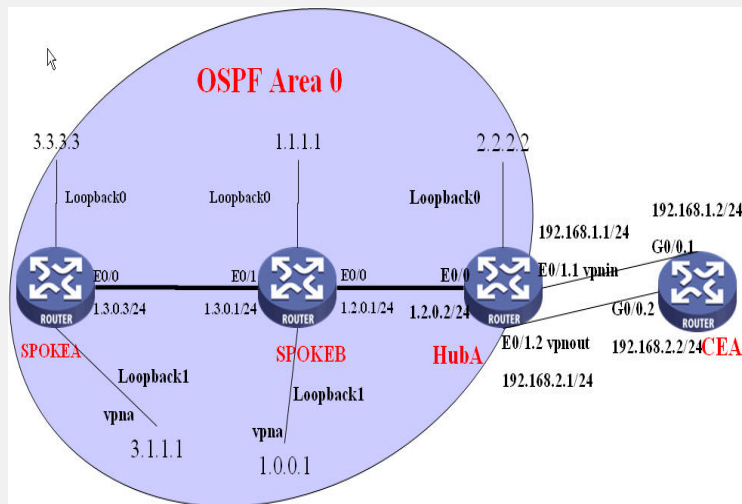 OSPF Area 0
3.3.3.3
1.1.1.1
2.2.2.2
Loopback0
Loopback0
Loopback0
192.168.1.2/24
192.168.1.1/24
G0/0.1
E0/0
E0/1
E0/0
E0/0
E0/1.1 vpnin
1.3.0.3/24
1.3.0.1/24
1.2.0.1/24
1.2.0.2/24
G0/0.2
ROUTER
ROUTER
ROUTER
ROUTER
SPOKEA
SPOKEB
HubA
E0/1.2 vpnout
192.168.2.2/24
CEA
Loopback1
Loopback1
192.168.2.1/24
vpna
vpna
3.1.1.1
1.0.0.1